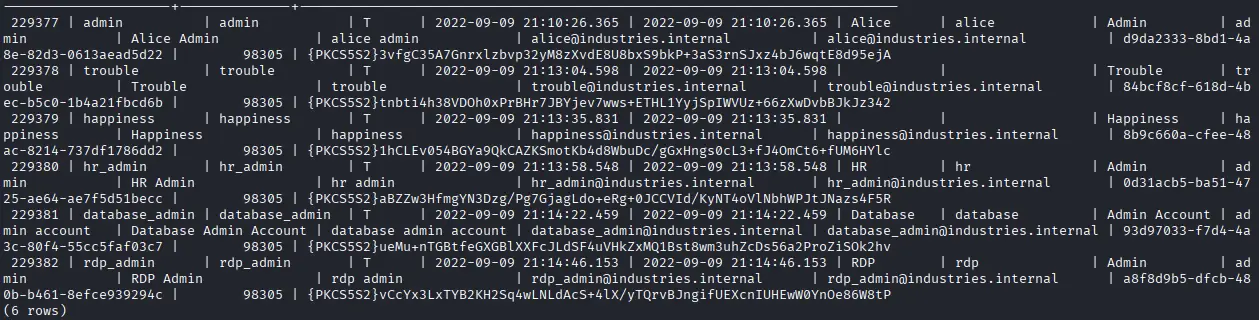 ------------------------+----------------+--------------------------------------------------------------------------------------
 229377 | admin | admin | T | 2022-09-09 21:10:26.365 | 2022-09-09 21:10:26.365 | Alice | alice | Admin | ad
min | Alice Admin | alice admin | alice@industries.internal | alice@industries.internal | d9da2333-8bd1-4a
8e-82d3-0613aead5d22 | 98305 | {PKCS5S2}3vfgC35A7Gnrxlzbvp32yM8zXvdE8U8bxS9bkP+3aS3rnSJxz4bJ6wqtE8d95ejA
 229378 | trouble | trouble | T | 2022-09-09 21:13:04.598 | 2022-09-09 21:13:04.598 | | | Trouble | tr
ouble | Trouble | trouble | trouble@industries.internal | trouble@industries.internal | 84bcf8cf-618d-4b
ec-b5c0-1b4a21fbcd6b | 98305 | {PKCS5S2}tnbti4h38VDOh0xPrBHr7JBYjev7wws+ETHL1YyjSpIWVUz+66zXwDvbBJkJz342
 229379 | happiness | happiness | T | 2022-09-09 21:13:35.831 | 2022-09-09 21:13:35.831 | | | Happiness | ha
ppiness | Happiness | happiness | happiness@industries.internal | happiness@industries.internal | 8b9c660a-cfee-48
ac-8214-737df1786dd2 | 98305 | {PKCS5S2}1hCLEv054BGYa9QkCAZKSmotKb4d8WbuDc/gGxHngs0cL3+fJ4OmCt6+fUM6HYlc
 229380 | hr_admin | hr_admin | T | 2022-09-09 21:13:58.548 | 2022-09-09 21:13:58.548 | HR | hr | Admin | ad
min | HR Admin | hr admin | hr_admin@industries.internal | hr_admin@industries.internal | 0d31acb5-ba51-47
25-ae64-ae7f5d51becc | 98305 | {PKCS5S2}aBZZw3HfmgYN3Dzg/Pg7GjagLdo+eRg+0JCCVId/KyNT4oVlNbhWPJtJNazs4F5R
 229381 | database_admin | database_admin | T | 2022-09-09 21:14:22.459 | 2022-09-09 21:14:22.459 | Database | database | Admin Account | ad
min account | Database Admin Account | database admin account | database_admin@industries.internal | database_admin@industries.internal | 93d97033-f7d4-4a
3c-80f4-55cc5faf03c7 | 98305 | {PKCS5S2}ueMu+nTGBtfeGXGBlXXFcJLdSF4uVHkZxMQ1Bst8wm3uhZcDs56a2ProZiSOk2hv
 229382 | rdp_admin | rdp_admin | T | 2022-09-09 21:14:46.153 | 2022-09-09 21:14:46.153 | RDP | rdp | Admin | ad
min | RDP Admin | rdp admin | rdp_admin@industries.internal | rdp_admin@industries.internal | a8f8d9b5-dfcb-48
0b-b461-8efce939294c | 98305 | {PKCS5S2}vCcYx3LxTYB2KH2Sq4wLNLdAcS+4lX/yTQrvBJngifUEXcnIUHEwW0YnOe86W8tP
(6 rows)